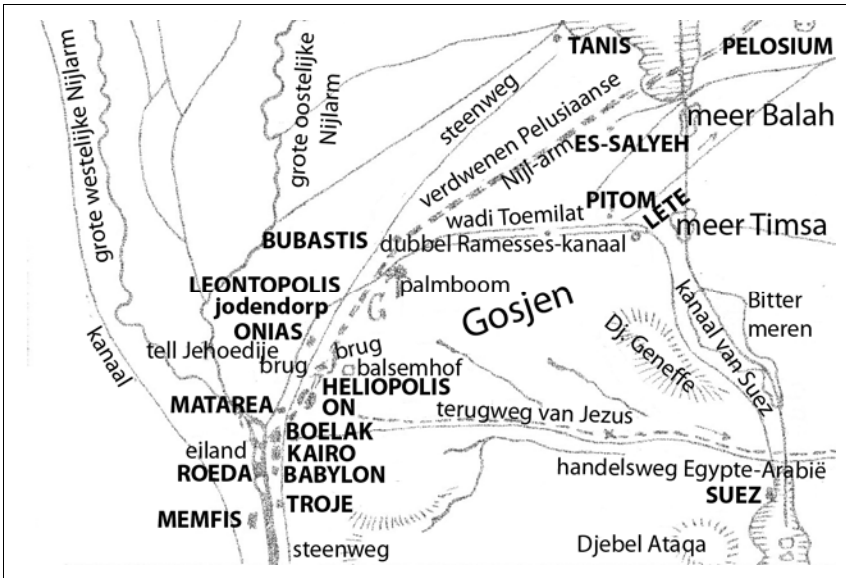 TANIS
PELOSIUM
grote westelijke Nijlarm
grote oostelijke
Nijlarm
steenweg
verdwenen Pelusiaanse
Nijl-arm
meer Balah
ES-SALYEH
PITOM
LETE
wadi Toemilat
meer Timsa
BUBASTIS
dubbel Ramesses-kanaal
LEONTOPOLIS
palmboom
jodendorp
G
Gosjen
kanaal van Suez
Bitter
meren
ONIAS
tell Jehoedije
brug
brug
Dj. Geneffe
kanaal
balsemhof
HELIOPOLIS
MATAREA
ON
terugweg van Jezus
BOELAK
eiland
KAIRO
ROEDA
BABYLON
handelsweg Egypte-Arabië
SUEZ
TROJE
MEMFIS
steenweg
Djebel Ataqa